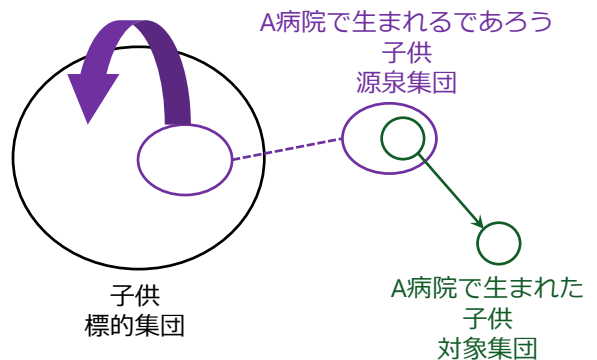 A病院で生まれるであろう
子供
源泉集団
子供
標的集団
A病院で生まれた
子供
対象集団